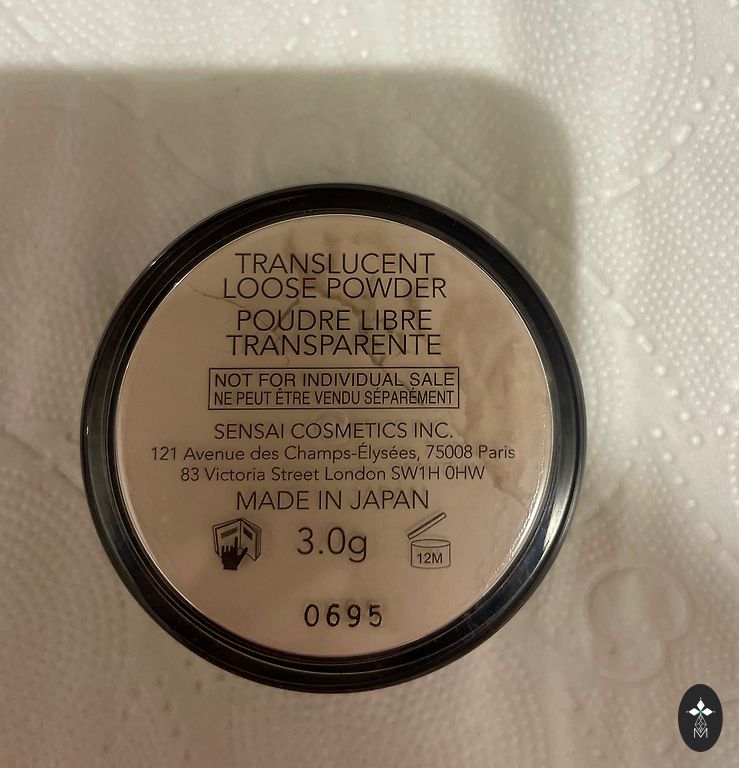 TRANSLUCENT
LOOSE POWDER
POUDRE LIBRE
TRANSPARENTE
NOT FOR INDIVIDUAL SALE
NE PEUT ÊTRE VENDU SÉPARÉMENT
SENSAI COSMETICS INC.
121 Avenue des Champs-Élysées, 75008 Paris
83 Victoria Street London SW1H 0HW
MADE IN JAPAN
3.0g
12M
0695
M